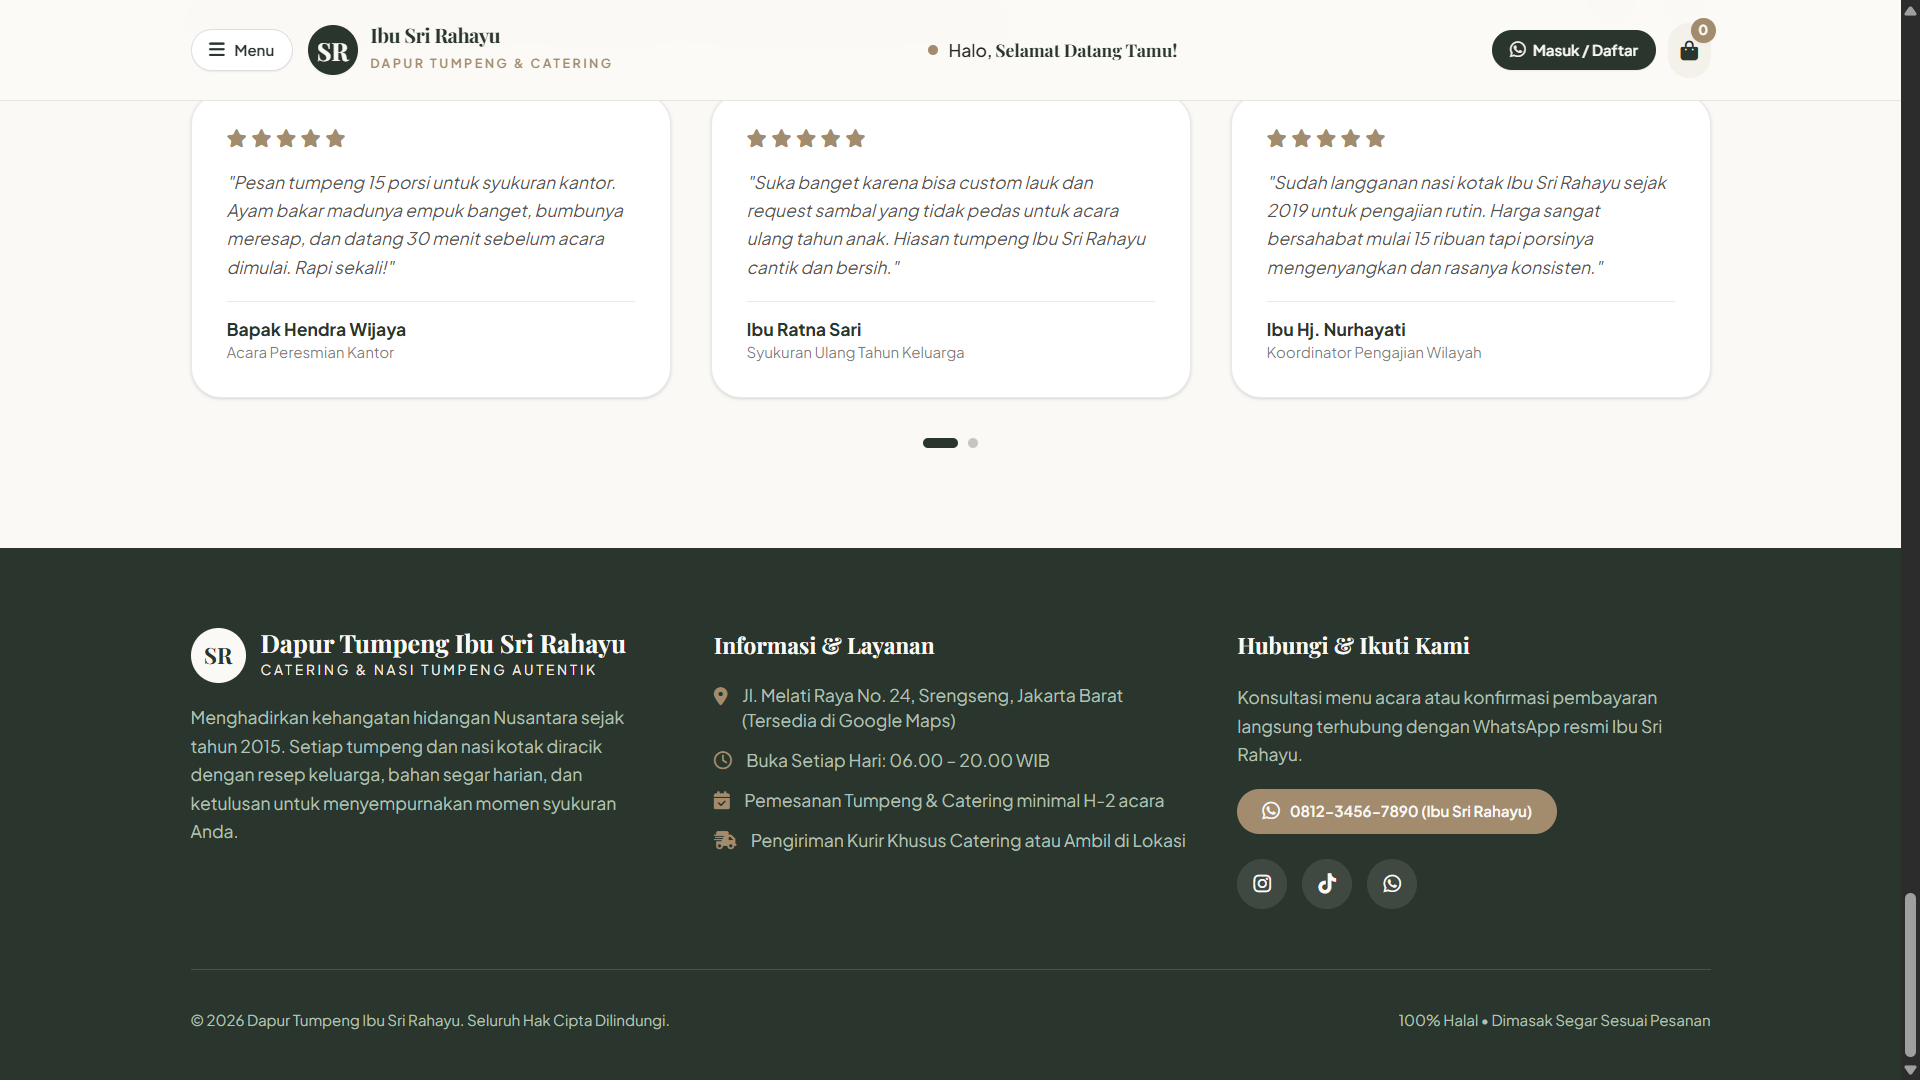 Menu
SR
Ibu Sri Rahayu
DAPUR TUMPENG & CATERING
Halo, Selamat Datang Tamu!
Masuk / Daftar
0
"Pesan tumpeng 15 porsi untuk syukuran kantor.
Ayam bakar madunya empuk banget, bumbunya
meresap, dan datang 30 menit sebelum acara
dimulai. Rapi sekali!"
Bapak Hendra Wijaya
Acara Peresmian Kantor
"Suka banget karena bisa custom lauk dan
request sambal yang tidak pedas untuk acara
ulang tahun anak. Hiasan tumpeng Ibu Sri Rahayu
cantik dan bersih."
Ibu Ratna Sari
Syukuran Ulang Tahun Keluarga
"Sudah langganan nasi kotak Ibu Sri Rahayu sejak
2019 untuk pengajian rutin. Harga sangat
bersahabat mulai 15 ribuan tapi porsinya
mengenyangkan dan rasanya konsisten."
Ibu Hj. Nurhayati
Koordinator Pengajian Wilayah
SR
Dapur Tumpeng Ibu Sri Rahayu
CATERING & NASI TUMPENG AUTENTIK
Menghadirkan kehangatan hidangan Nusantara sejak
tahun 2015. Setiap tumpeng dan nasi kotak diracik
dengan resep keluarga, bahan segar harian, dan
ketulusan untuk menyempurnakan momen syukuran
Anda.
Informasi & Layanan
Jl. Melati Raya No. 24, Srengseng, Jakarta Barat
(Tersedia di Google Maps)
Buka Setiap Hari: 06.00 – 20.00 WIB
Pemesanan Tumpeng & Catering minimal H-2 acara
Pengiriman Kurir Khusus Catering atau Ambil di Lokasi
Hubungi & Ikuti Kami
Konsultasi menu acara atau konfirmasi pembayaran
langsung terhubung dengan WhatsApp resmi Ibu Sri
Rahayu.
0812-3456-7890 (Ibu Sri Rahayu)
© 2026 Dapur Tumpeng Ibu Sri Rahayu. Seluruh Hak Cipta Dilindungi.
100% Halal • Dimasak Segar Sesuai Pesanan